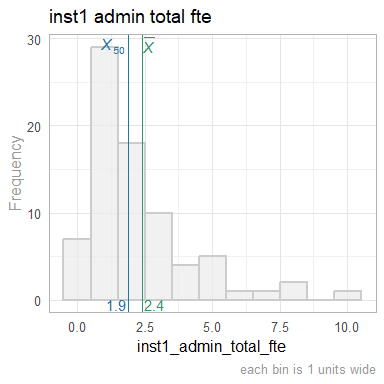 inst1 admin total fte
30
20
10
0
Frequency
X₅₀ X̅
1.9 2.4
0.0 2.5 5.0 7.5 10.0
inst1_admin_total_fte
each bin is 1 units wide